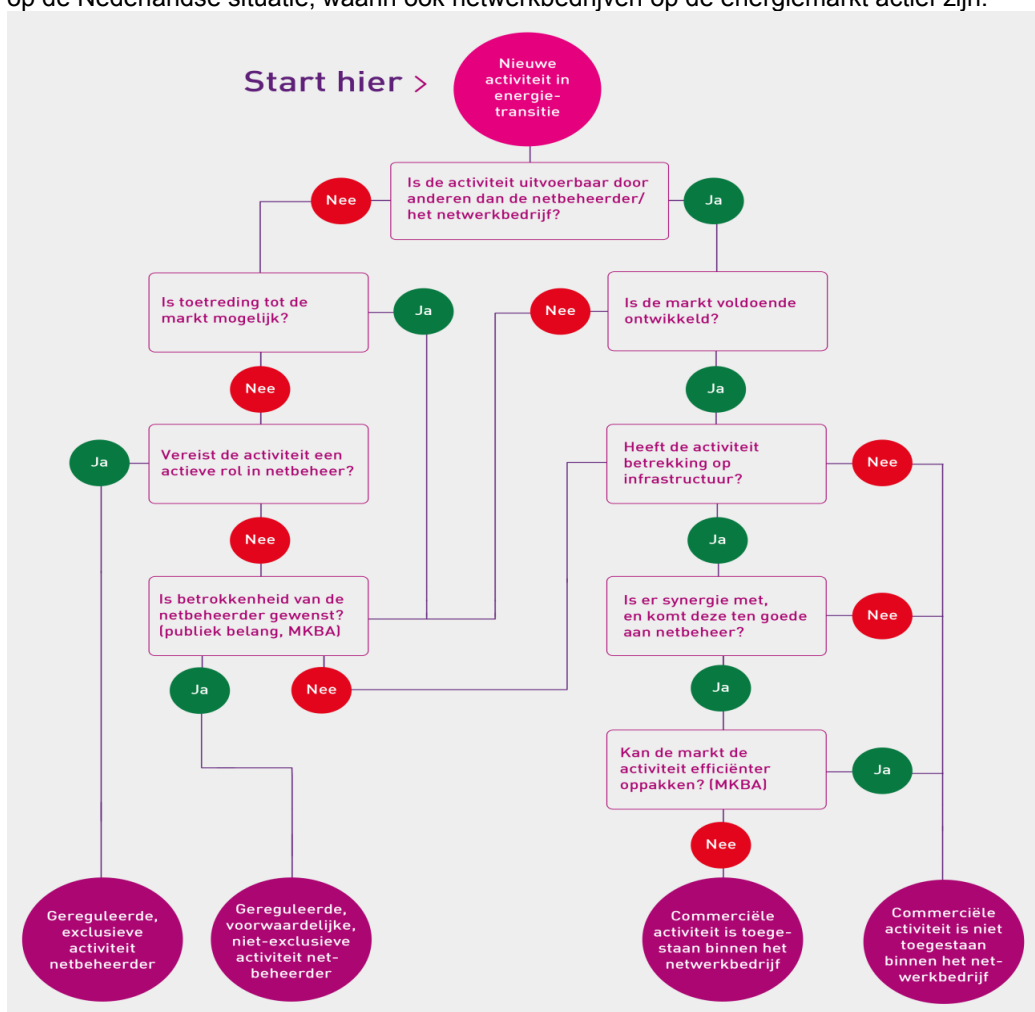 op de Nederlandse situatie, waarin ook netwerkbedrijven op de energiemarkt actief zijn.
Start hier >
Nieuwe
activiteit in
energie-
transitie
Is de activiteit uitvoerbaar door
anderen dan de netbeheerder/
het netwerkbedrijf?
Nee
Ja
Is toetreding tot de
markt mogelijk?
Ja
Nee
Is de markt voldoende
ontwikkeld?
Nee
Ja
Ja
Vereist de activiteit een
actieve rol in netbeheer?
Heeft de activiteit
betrekking op
infrastructuur?
Nee
Nee
Ja
Is betrokkenheid van de
netbeheerder gewenst?
(publiek belang, MKBA)
Is er synergie met,
en komt deze ten goede
aan netbeheer?
Nee
Ja
Nee
Ja
Kan de markt de
activiteit efficiënter
oppakken? (MKBA)
Ja
Nee
Gereguleerde,
exclusieve
activiteit
netbeheerder
Gereguleerde,
voorwaardelijke,
niet-exclusieve
activiteit net-
beheerder
Commerciële
activiteit is toege-
staan binnen het
netwerkbedrijf
Commerciële
activiteit is niet
toegestaan
binnen het net-
werkbedrijf